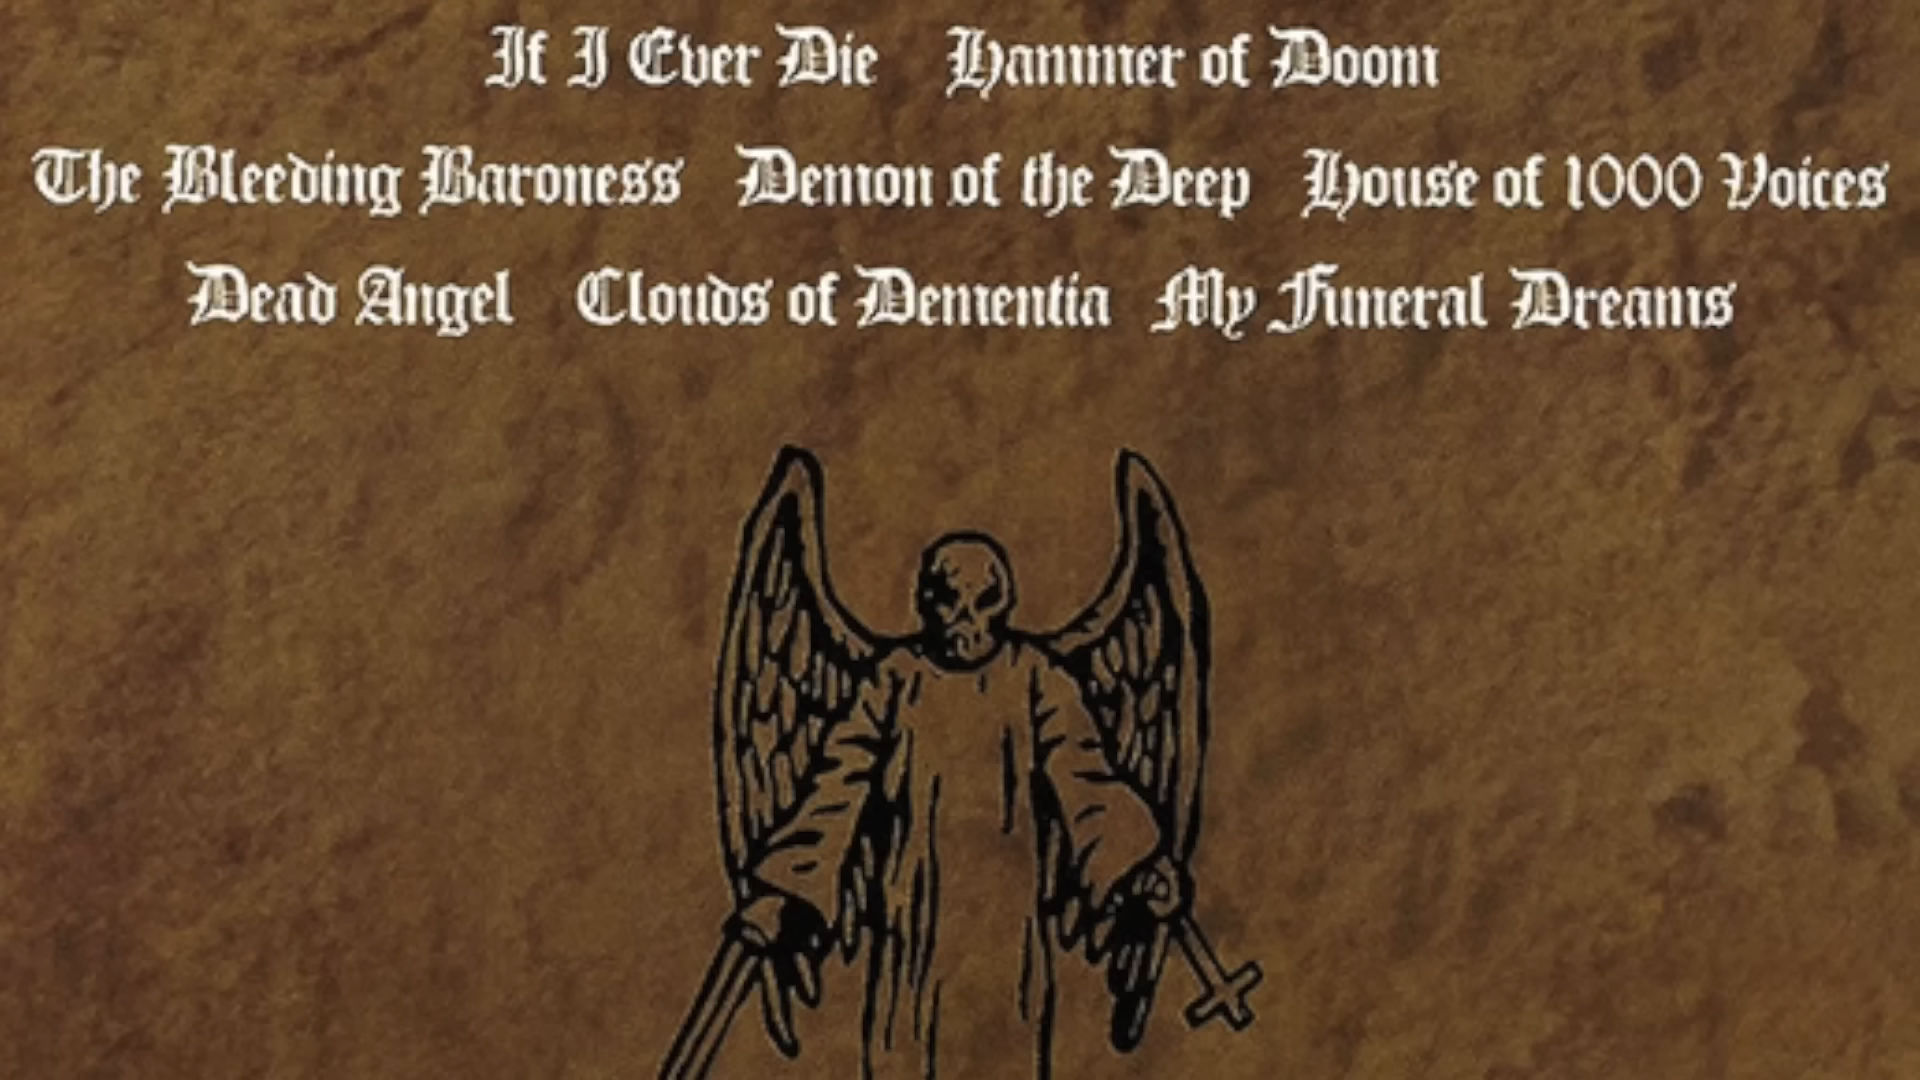 If I Ever Die Hammer of Doom
The Bleeding Baroness Demon of the Deep House of 1000 Voices
Dead Angel Clouds of Dementia My Funeral Dreams